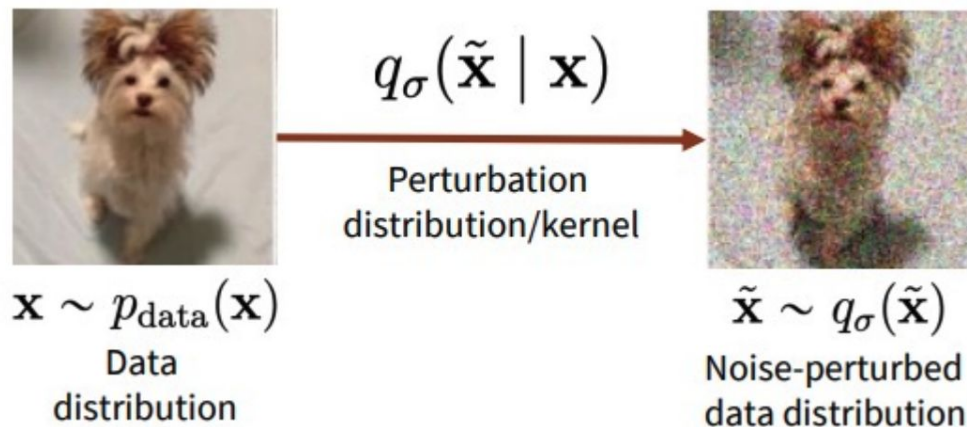 q_σ(x̃ | x)
Perturbation
distribution/kernel
x ∼ p_data(x)
Data
distribution
x̃ ∼ q_σ(x̃)
Noise-perturbed
data distribution